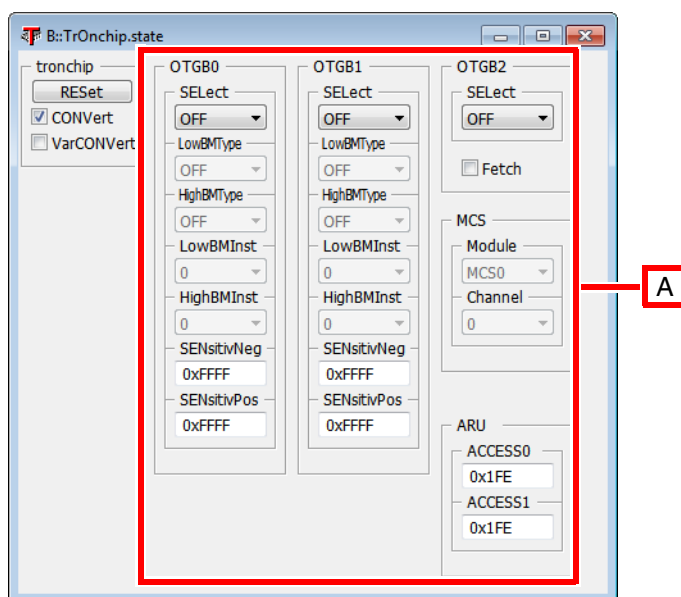 B::TrOnchip.state
tronchip
RESet
CONVert
VarCONVert
OTGB0
SELect
OFF
LowBMType
OFF
HighBMType
OFF
LowBMInst
0
HighBMInst
0
SENsitivNeg
0xFFFF
SENsitivPos
0xFFFF
OTGB1
SELect
OFF
LowBMType
OFF
HighBMType
OFF
LowBMInst
0
HighBMInst
0
SENsitivNeg
0xFFFF
SENsitivPos
0xFFFF
OTGB2
SELect
OFF
Fetch
MCS
Module
MCS0
Channel
0
ARU
ACCESS0
0x1FE
ACCESS1
0x1FE
A